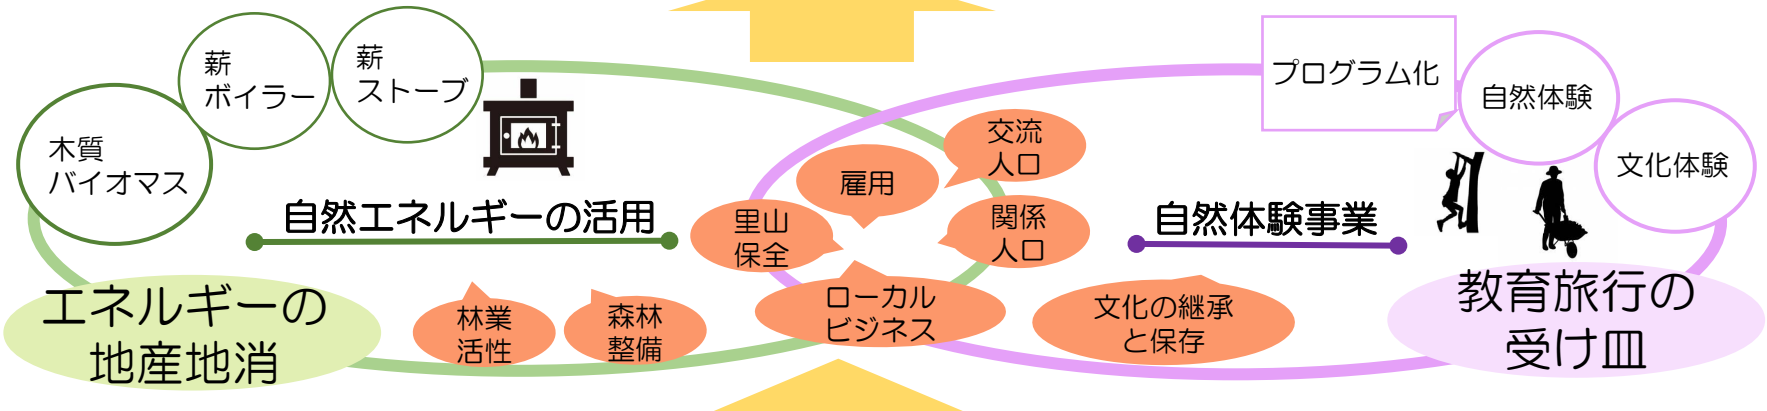 薪
ボイラー
薪
ストーブ
木質
バイオマス
自然エネルギーの活用
エネルギーの
地産地消
林業
活性
森林
整備
里山
保全
雇用
交流
人口
関係
人口
ローカル
ビジネス
プログラム化
自然体験
文化体験
自然体験事業
文化の継承
と保存
教育旅行の
受け皿